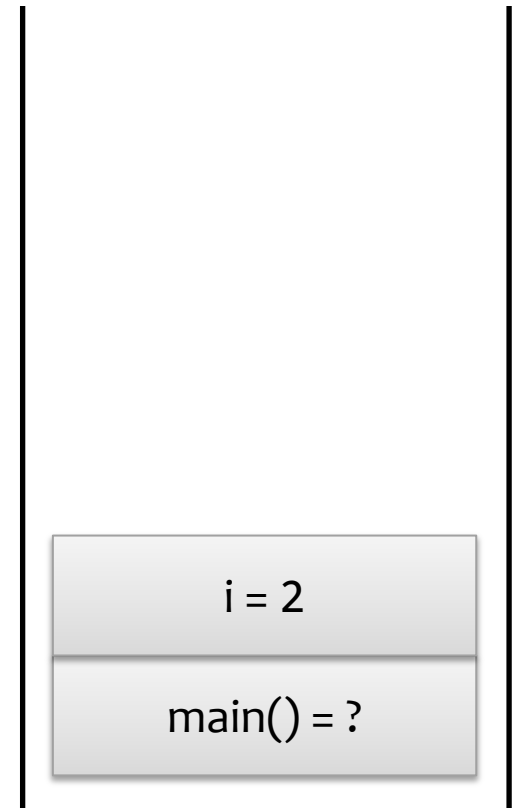 i = 2
main() = ?